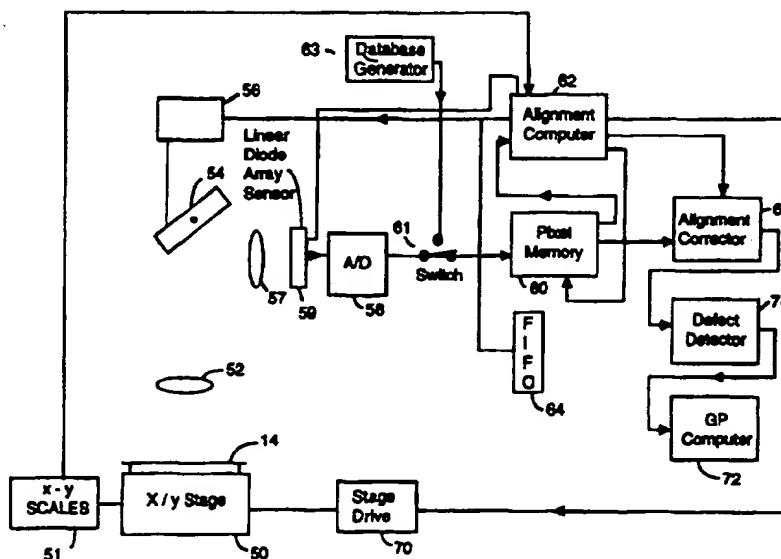 63
Database
Generator
62
56
Alignment
Computer
Linear
Diode
Array
Sensor
54
61
Alignment
Corrector
A/D
Switch
Pixel
Memory
57
59
58
60
Defect
Detector
F
I
F
O
52
64
14
GP
Computer
x - y
SCALES
X / y Stage
Stage
Drive
72
51
50
70